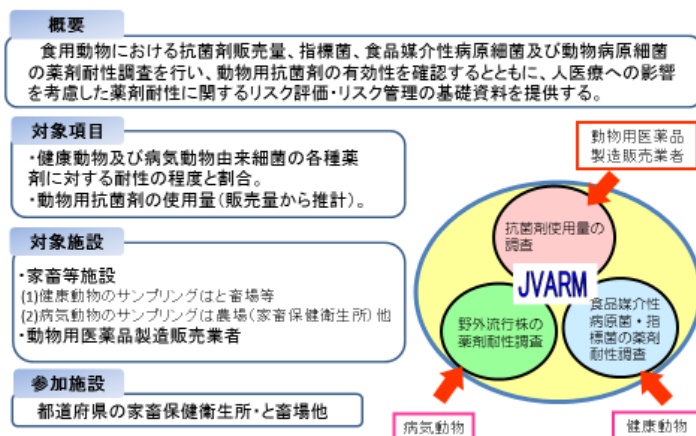 概要
食用動物における抗菌剤販売量、指標菌、食品媒介性病原細菌及び動物病原細菌
の薬剤耐性調査を行い、動物用抗菌剤の有効性を確認するとともに、人医療への影響
を考慮した薬剤耐性に関するリスク評価・リスク管理の基礎資料を提供する。
対象項目
・健康動物及び病気動物由来細菌の各種薬
剤に対する耐性の程度と割合。
・動物用抗菌剤の使用量(販売量から推計)。
対象施設
・家畜等施設
(1)健康動物のサンプリングはと畜場等
(2)病気動物のサンプリングは農場(家畜保健衛生所)他
・動物用医薬品製造販売業者
参加施設
都道府県の家畜保健衛生所・と畜場他
動物用医薬品
製造販売業者
抗菌剤使用量の
調査
JVARM
野外流行株の
薬剤耐性調査
食品媒介性
病原菌・指
標菌の薬剤
耐性調査
病気動物
健康動物